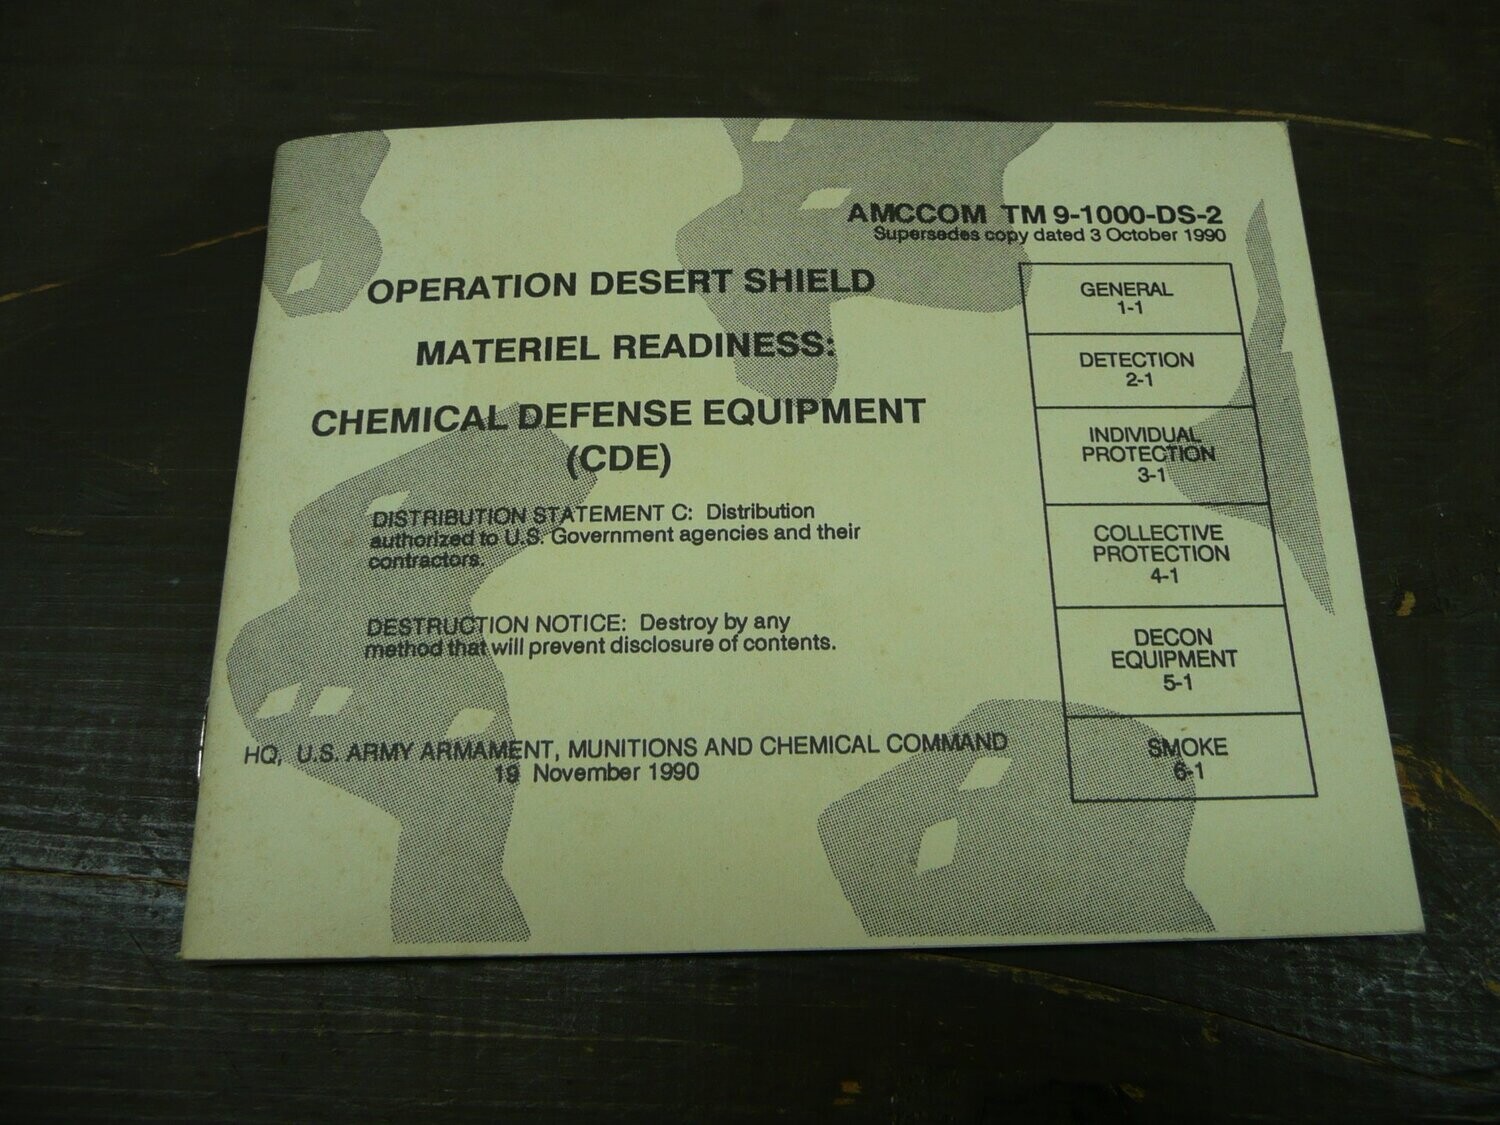 AMCCOM TM 9-1000-DS-2
Supersedes copy dated 3 October 1990
OPERATION DESERT SHIELD
MATERIEL READINESS:
CHEMICAL DEFENSE EQUIPMENT
(CDE)
DISTRIBUTION STATEMENT C: Distribution
authorized to U.S. Government agencies and their
contractors.
DESTRUCTION NOTICE: Destroy by any
method that will prevent disclosure of contents.
HQ, U.S. ARMY ARMAMENT, MUNITIONS AND CHEMICAL COMMAND
19 November 1990
GENERAL
1-1
DETECTION
2-1
INDIVIDUAL
PROTECTION
3-1
COLLECTIVE
PROTECTION
4-1
DECON
EQUIPMENT
5-1
SMOKE
6-1